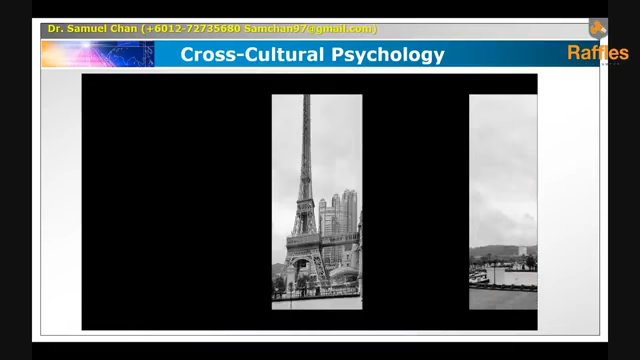 Dr. Samuel Chan (+6012-72735680 Samchan97@gmail.com)
Cross-Cultural Psychology
Raffles